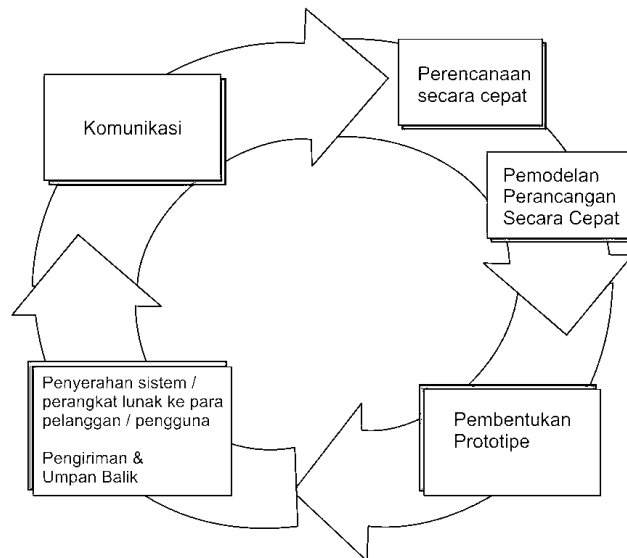 Komunikasi
Perencanaan
secara cepat
Pemodelan
Perancangan
Secara Cepat
Pembentukan
Prototipe
Penyerahan sistem /
perangkat lunak ke para
pelanggan / pengguna
Pengiriman &
Umpan Balik